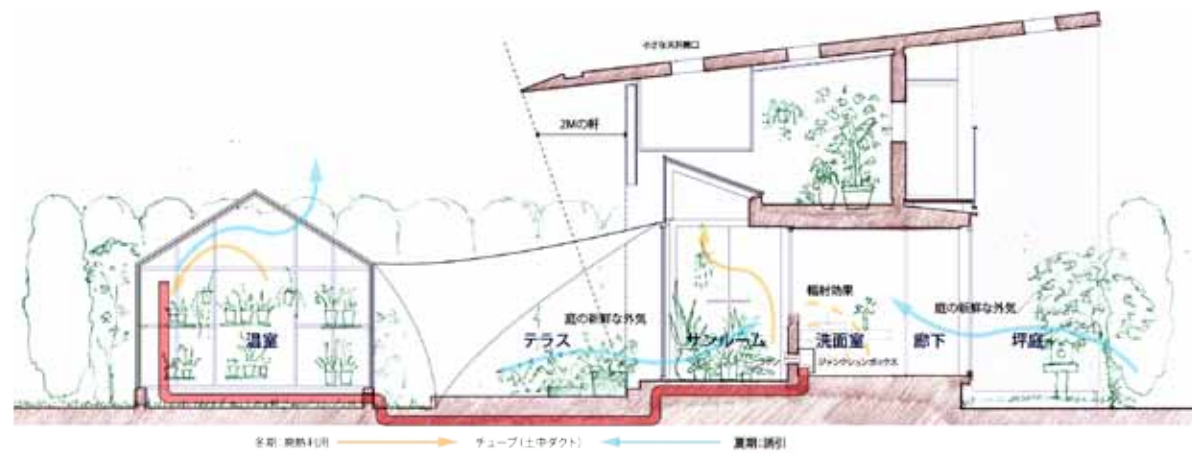 小さな天井開口
2Mの軒
輻射効果
庭の新鮮な外気
庭の新鮮な外気
温室
テラス
サンルーム
洗面室
廊下
坪庭
ジャンクションボックス
冬期：廃熱利用
チューブ（土中ダクト）
夏期：誘引